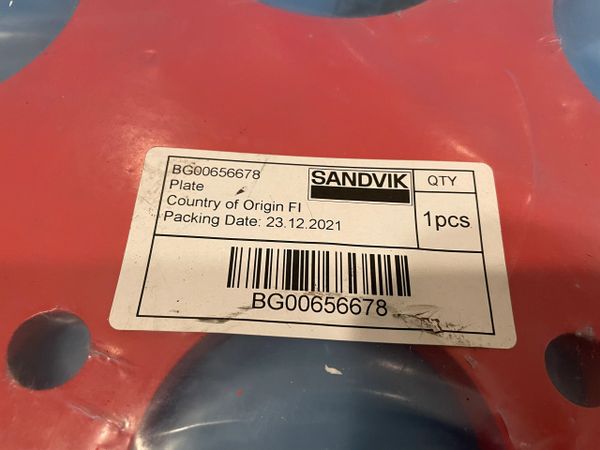 BG00656678
Plate
Country of Origin FI
Packing Date: 23.12.2021
SANDVIK
QTY
1pcs
BG00656678